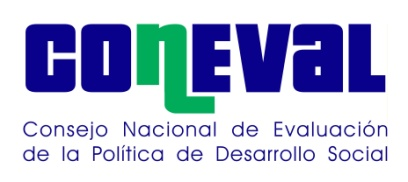 CONEVAL
Consejo Nacional de Evaluación
de la Política de Desarrollo Social